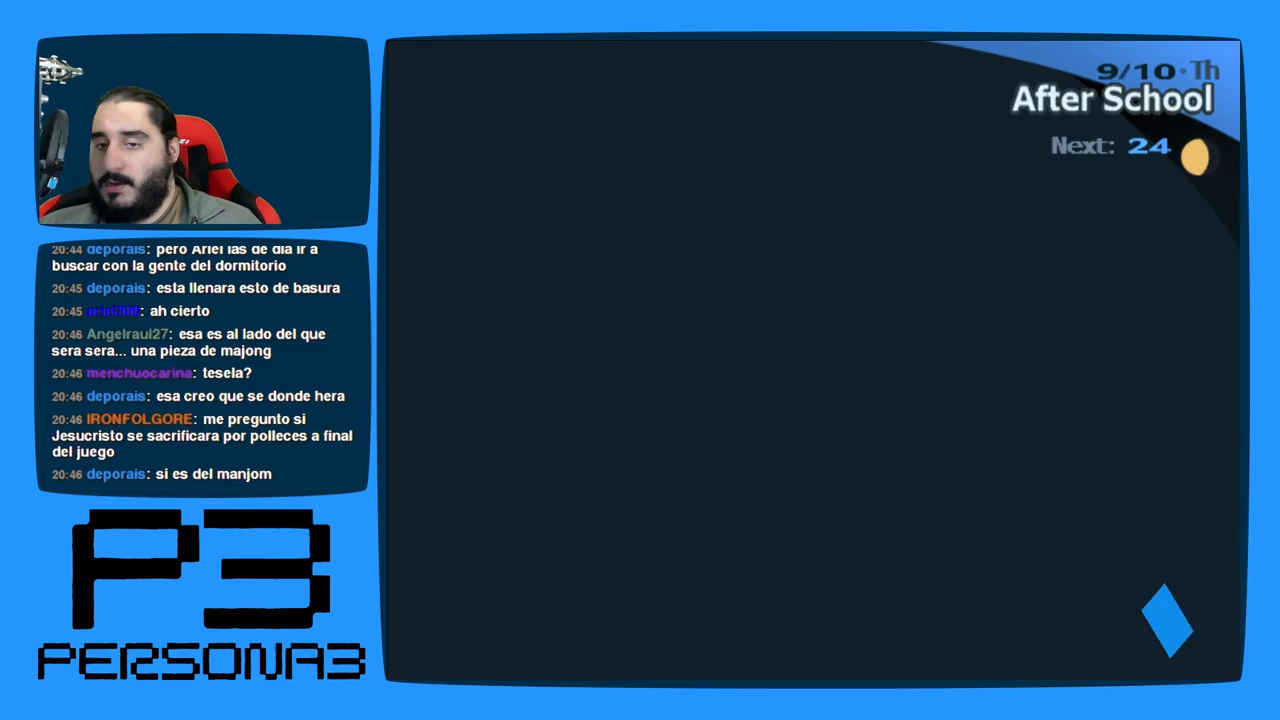 9/10·Th
After School
Next: 24
20:44 deporais: pero Ariel las de dia ir a
buscar con la gente del dormitorio
20:45 deporais: esta llenara esto de basura
20:45 : ah cierto
20:46 Angelraul27: esa es al lado del que
sera sera... una pieza de majong
20:46 menchuocarina: tesela?
20:46 deporais: esa creo que se donde hera
20:46 IRONFOLGORE: me pregunto si
Jesucristo se sacrificara por polleces a final
del juego
20:46 deporais: si es del manjom
P3
PERSONA3